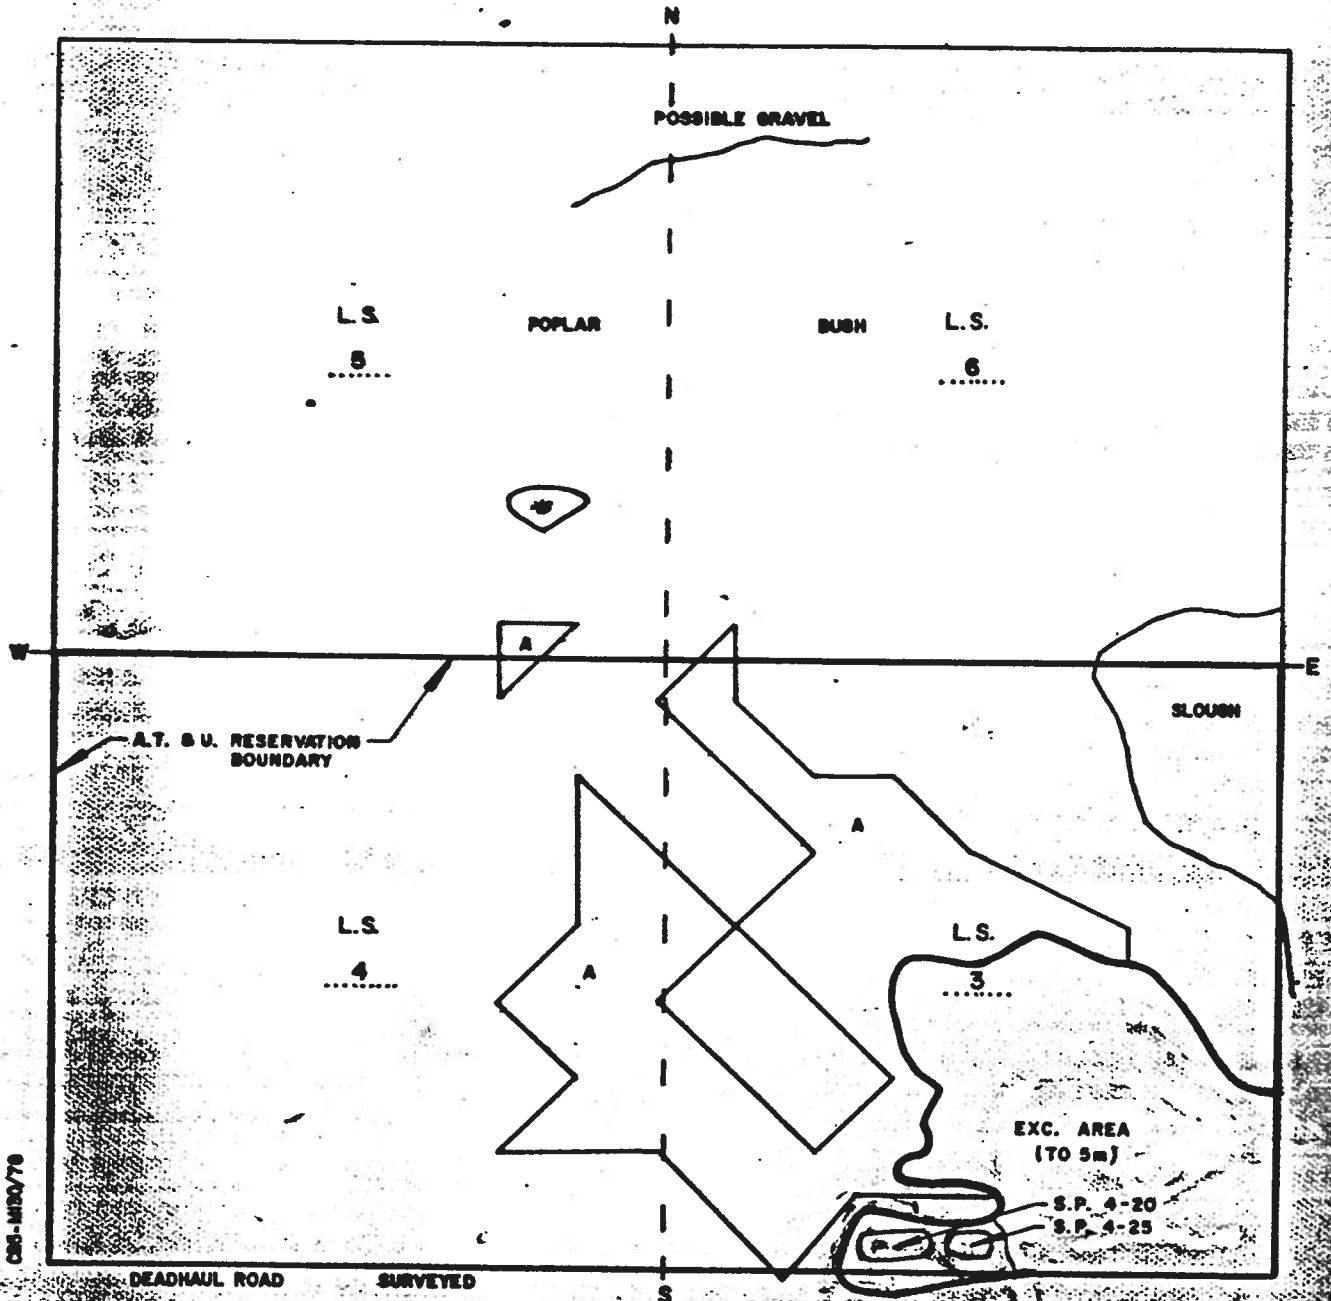 N
POSSIBLE GRAVEL
L.S.
5
POPLAR
BUSH
L.S.
6
W
A
E
SLOUGH
A.T. & U. RESERVATION
BOUNDARY
A
L.S.
4
A
L.S.
3
EXC. AREA
(TO 5m)
S.P. 4-20
S.P. 4-25
DEADHAUL ROAD SURVEYED
S